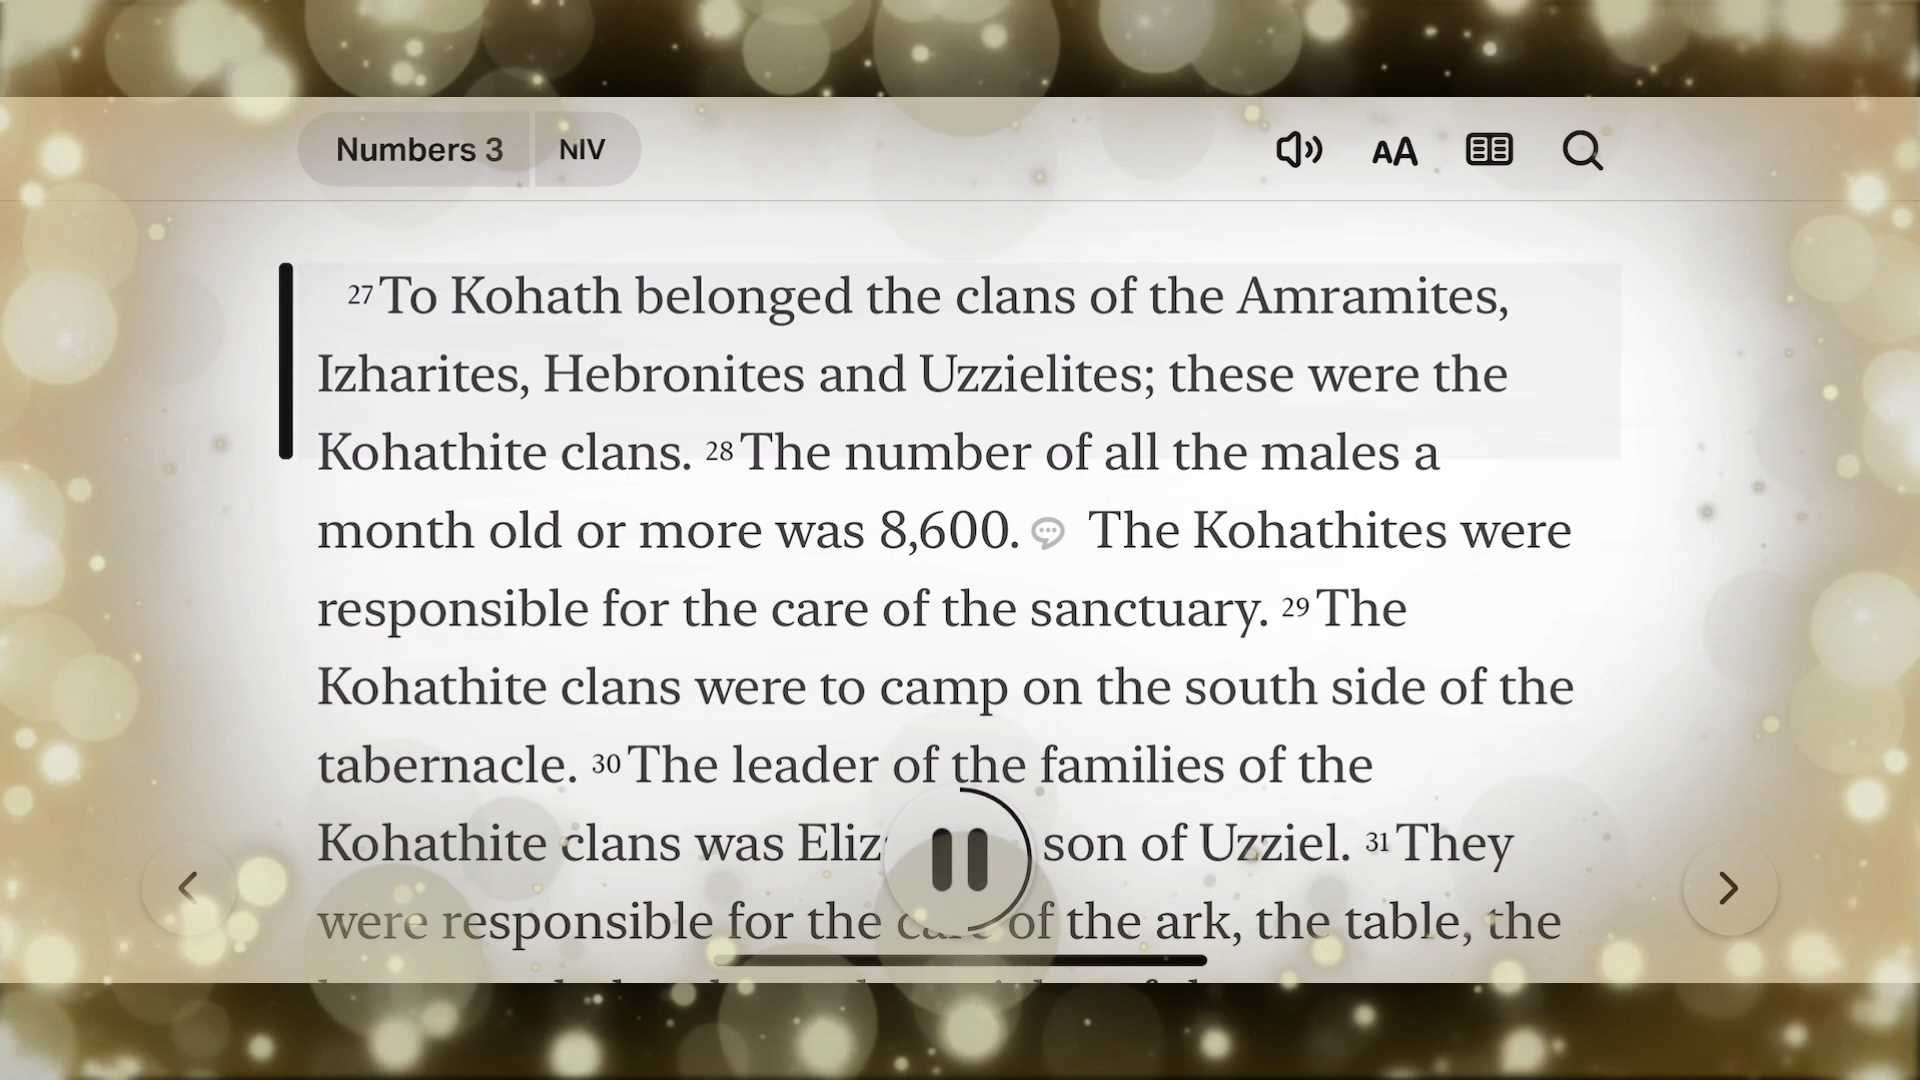 Numbers 3 NIV AA
27 To Kohath belonged the clans of the Amramites,
Izharites, Hebronites and Uzzielites; these were the
Kohathite clans. 28 The number of all the males a
month old or more was 8,600. The Kohathites were
responsible for the care of the sanctuary. 29 The
Kohathite clans were to camp on the south side of the
tabernacle. 30 The leader of the families of the
Kohathite clans was son of Uzziel. 31 They
were responsible for the of the ark, the table, the